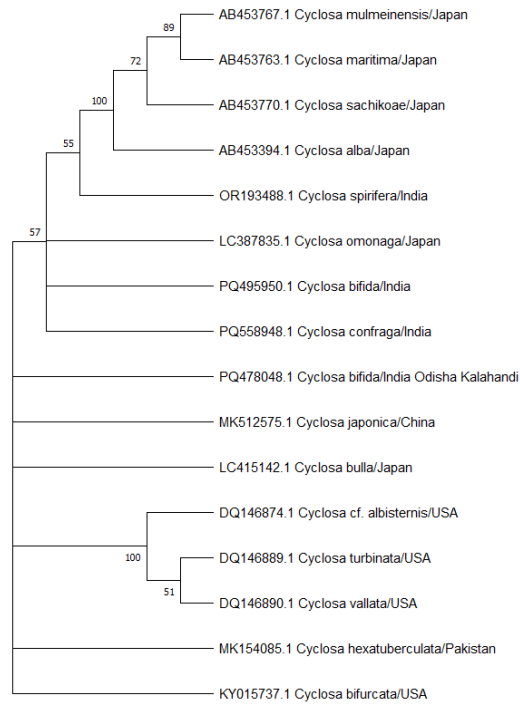 AB453767.1 Cyclosa mulmeinensis/Japan
89
AB453763.1 Cyclosa maritima/Japan
72
AB453770.1 Cyclosa sachikoae/Japan
100
AB453394.1 Cyclosa alba/Japan
55
OR193488.1 Cyclosa spirifera/India
57
LC387835.1 Cyclosa omonaga/Japan
PQ495950.1 Cyclosa bifida/India
PQ558948.1 Cyclosa confraga/India
PQ478048.1 Cyclosa bifida/India Odisha Kalahandi
MK512575.1 Cyclosa japonica/China
LC415142.1 Cyclosa bulla/Japan
DQ146874.1 Cyclosa cf. albisternis/USA
100
DQ146889.1 Cyclosa turbinata/USA
51
DQ146890.1 Cyclosa vallata/USA
MK154085.1 Cyclosa hexatuberculata/Pakistan
KY015737.1 Cyclosa bifurcata/USA